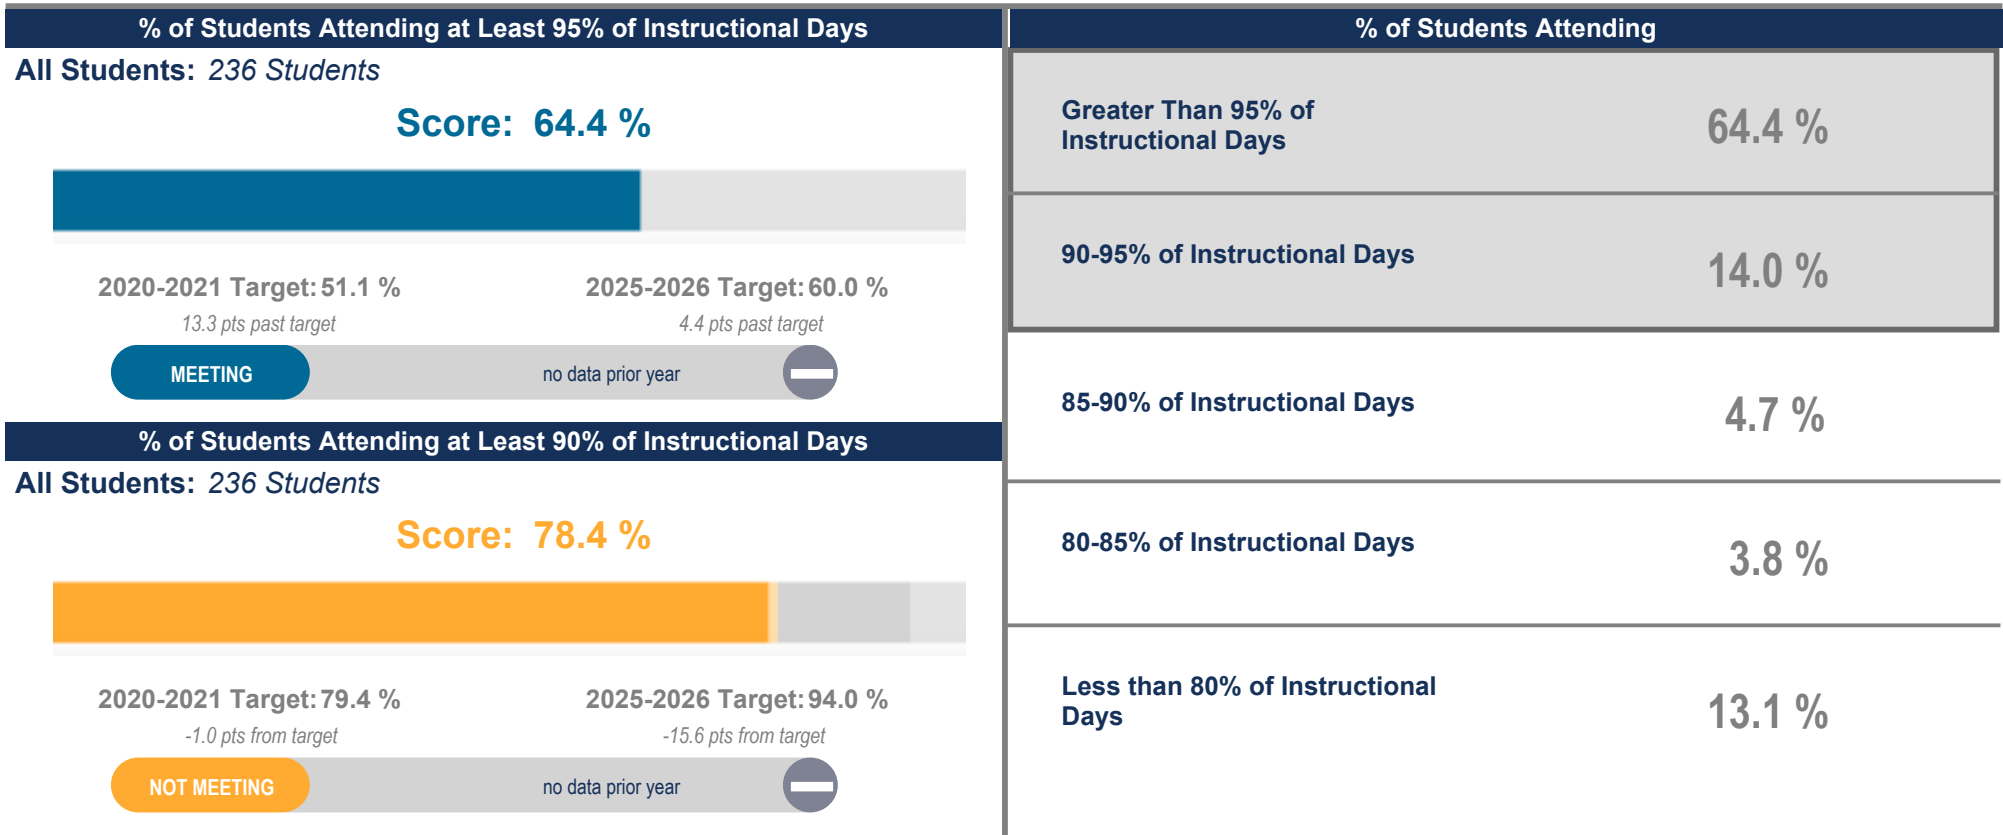 % of Students Attending at Least 95% of Instructional Days
All Students: 236 Students
Score: 64.4 %
2020-2021 Target: 51.1 %
13.3 pts past target
2025-2026 Target: 60.0 %
4.4 pts past target
MEETING
no data prior year
% of Students Attending at Least 90% of Instructional Days
All Students: 236 Students
Score: 78.4 %
2020-2021 Target: 79.4 %
-1.0 pts from target
2025-2026 Target: 94.0 %
-15.6 pts from target
NOT MEETING
no data prior year
% of Students Attending
Greater Than 95% of
Instructional Days
64.4 %
90-95% of Instructional Days
14.0 %
85-90% of Instructional Days
4.7 %
80-85% of Instructional Days
3.8 %
Less than 80% of Instructional
Days
13.1 %